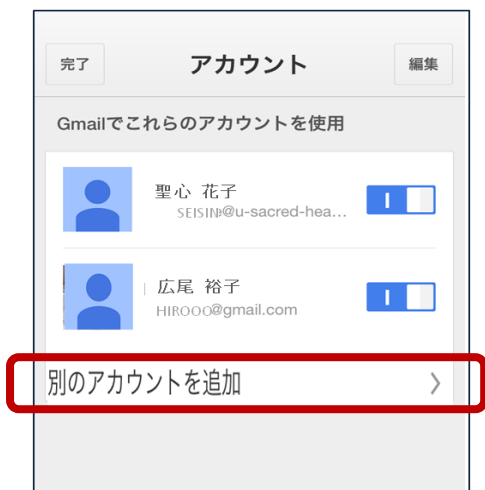 完了 アカウント 編集
Gmailでこれらのアカウントを使用
聖心 花子
SEISIN@u-sacred-hea...
広尾 裕子
HIROOO@gmail.com
別のアカウントを追加